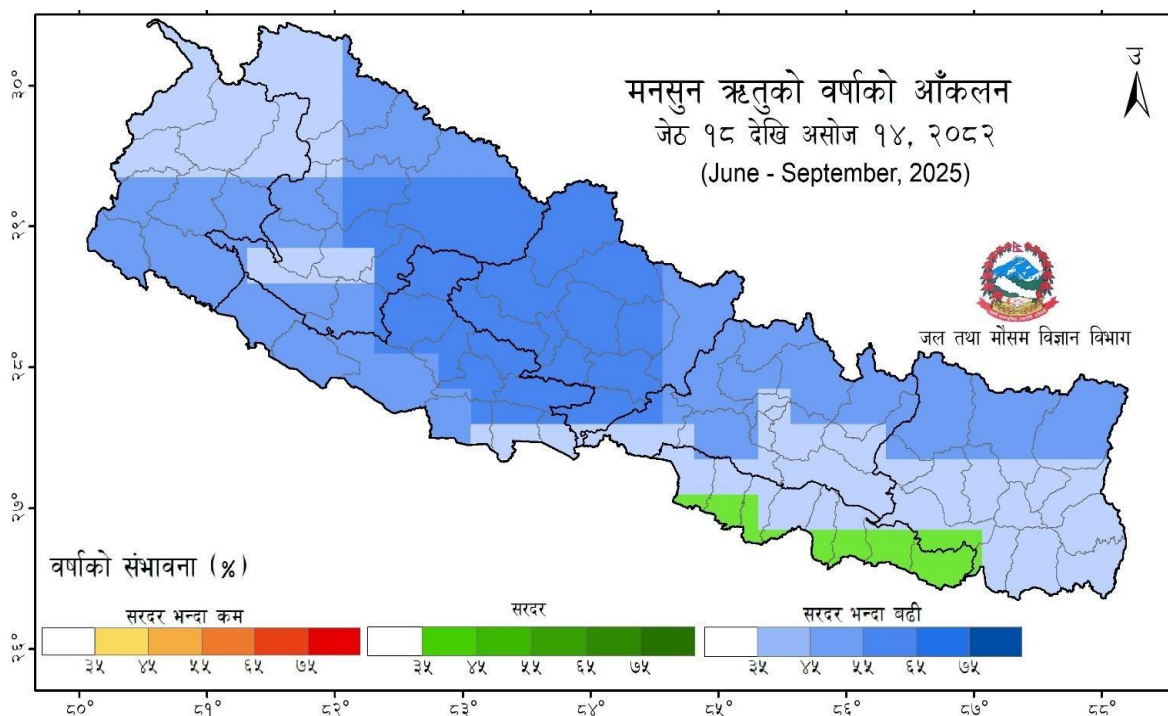 मनसुन ऋतुको वर्षाको आँकलन
जेठ १८ देखि असोज १४, २०८२
(June - September, 2025)
उ
जल तथा मौसम विज्ञान विभाग
३०°
२९°
२८°
२७°
२६°
वर्षाको संभावना (%)
सरदर भन्दा कम
३५ ४५ ५५ ६५ ७५
सरदर
३५ ४५ ५५ ६५ ७५
सरदर भन्दा बढी
३५ ४५ ५५ ६५ ७५
८०° ८१° ८२° ८३° ८४° ८५° ८६° ८७° ८८°